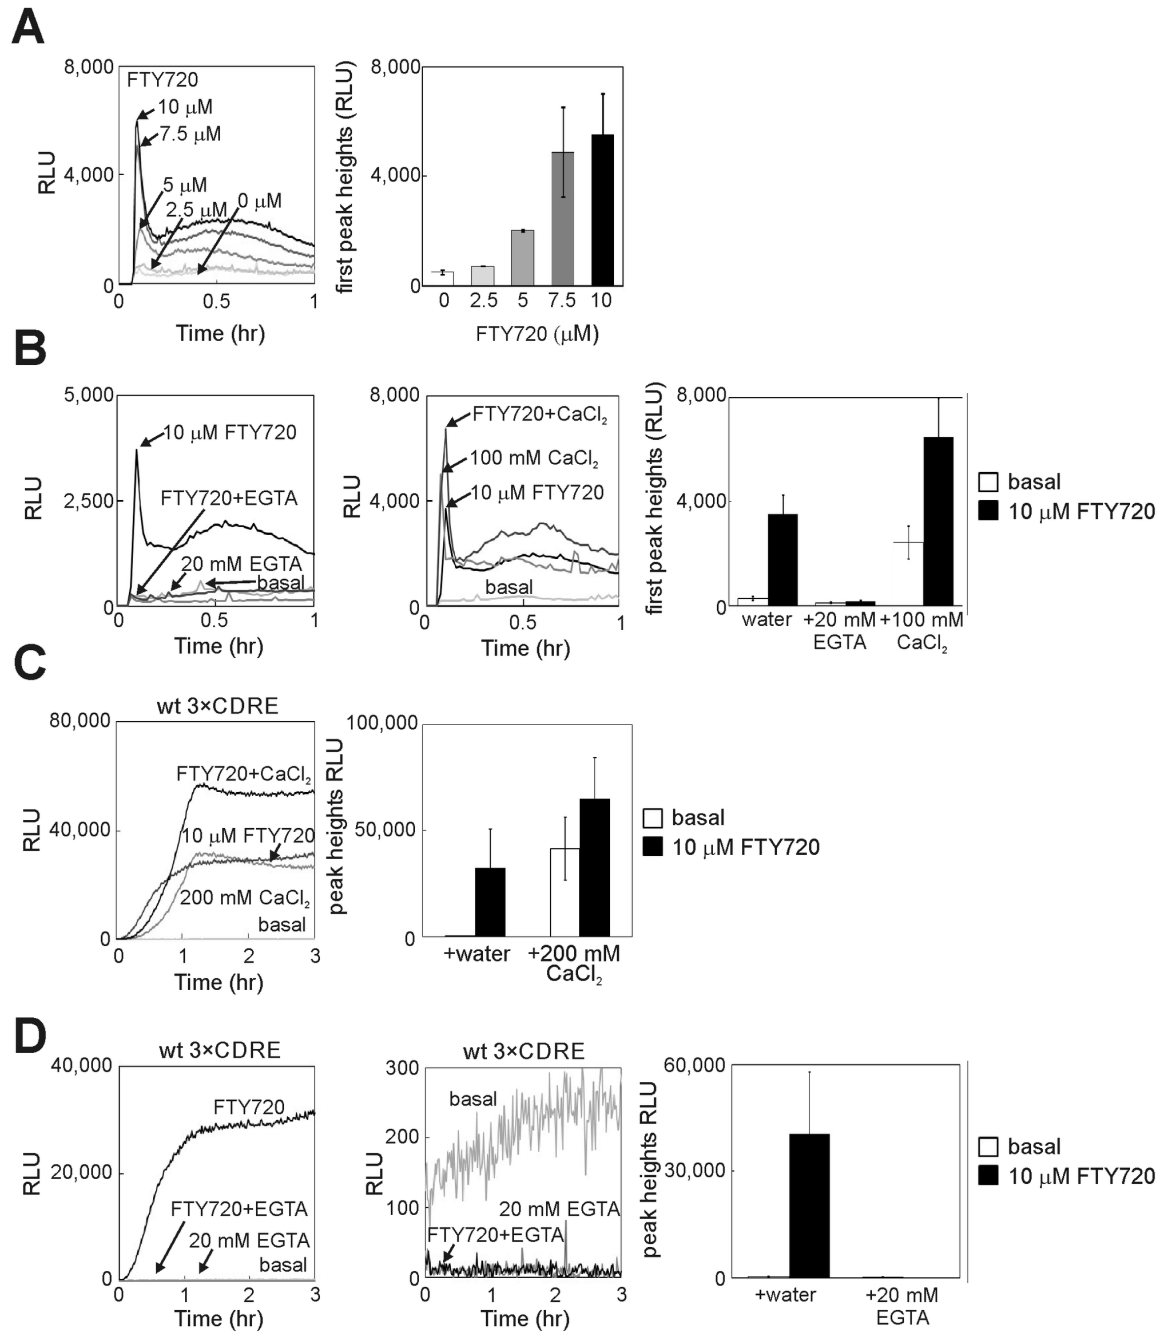 A
8,000
4,000
0
RLU
FTY720
10 μM
7.5 μM
5 μM
2.5 μM
0 μM
0 0.5 1
Time (hr)
8,000
4,000
0
first peak heights (RLU)
0 2.5 5 7.5 10
FTY720 (μM)
B
5,000
2,500
0
RLU
10 μM FTY720
FTY720+EGTA
20 mM EGTA
basal
0 0.5 1
Time (hr)
8,000
4,000
0
RLU
FTY720+CaCl₂
100 mM CaCl₂
10 μM FTY720
basal
0 0.5 1
Time (hr)
8,000
4,000
0
first peak heights (RLU)
water +20 mM +100 mM
EGTA CaCl₂
basal
10 μM FTY720
C
wt 3×CDRE
80,000
40,000
0
RLU
FTY720+CaCl₂
10 μM FTY720
200 mM CaCl₂
basal
0 1 2 3
Time (hr)
100,000
50,000
0
peak heights RLU
+water +200 mM
CaCl₂
basal
10 μM FTY720
D
wt 3×CDRE
40,000
20,000
0
RLU
FTY720
FTY720+EGTA
20 mM EGTA
basal
0 1 2 3
Time (hr)
wt 3×CDRE
300
200
100
0
RLU
basal
20 mM EGTA
FTY720+EGTA
0 1 2 3
Time (hr)
60,000
30,000
0
peak heights RLU
+water +20 mM
EGTA
basal
10 μM FTY720